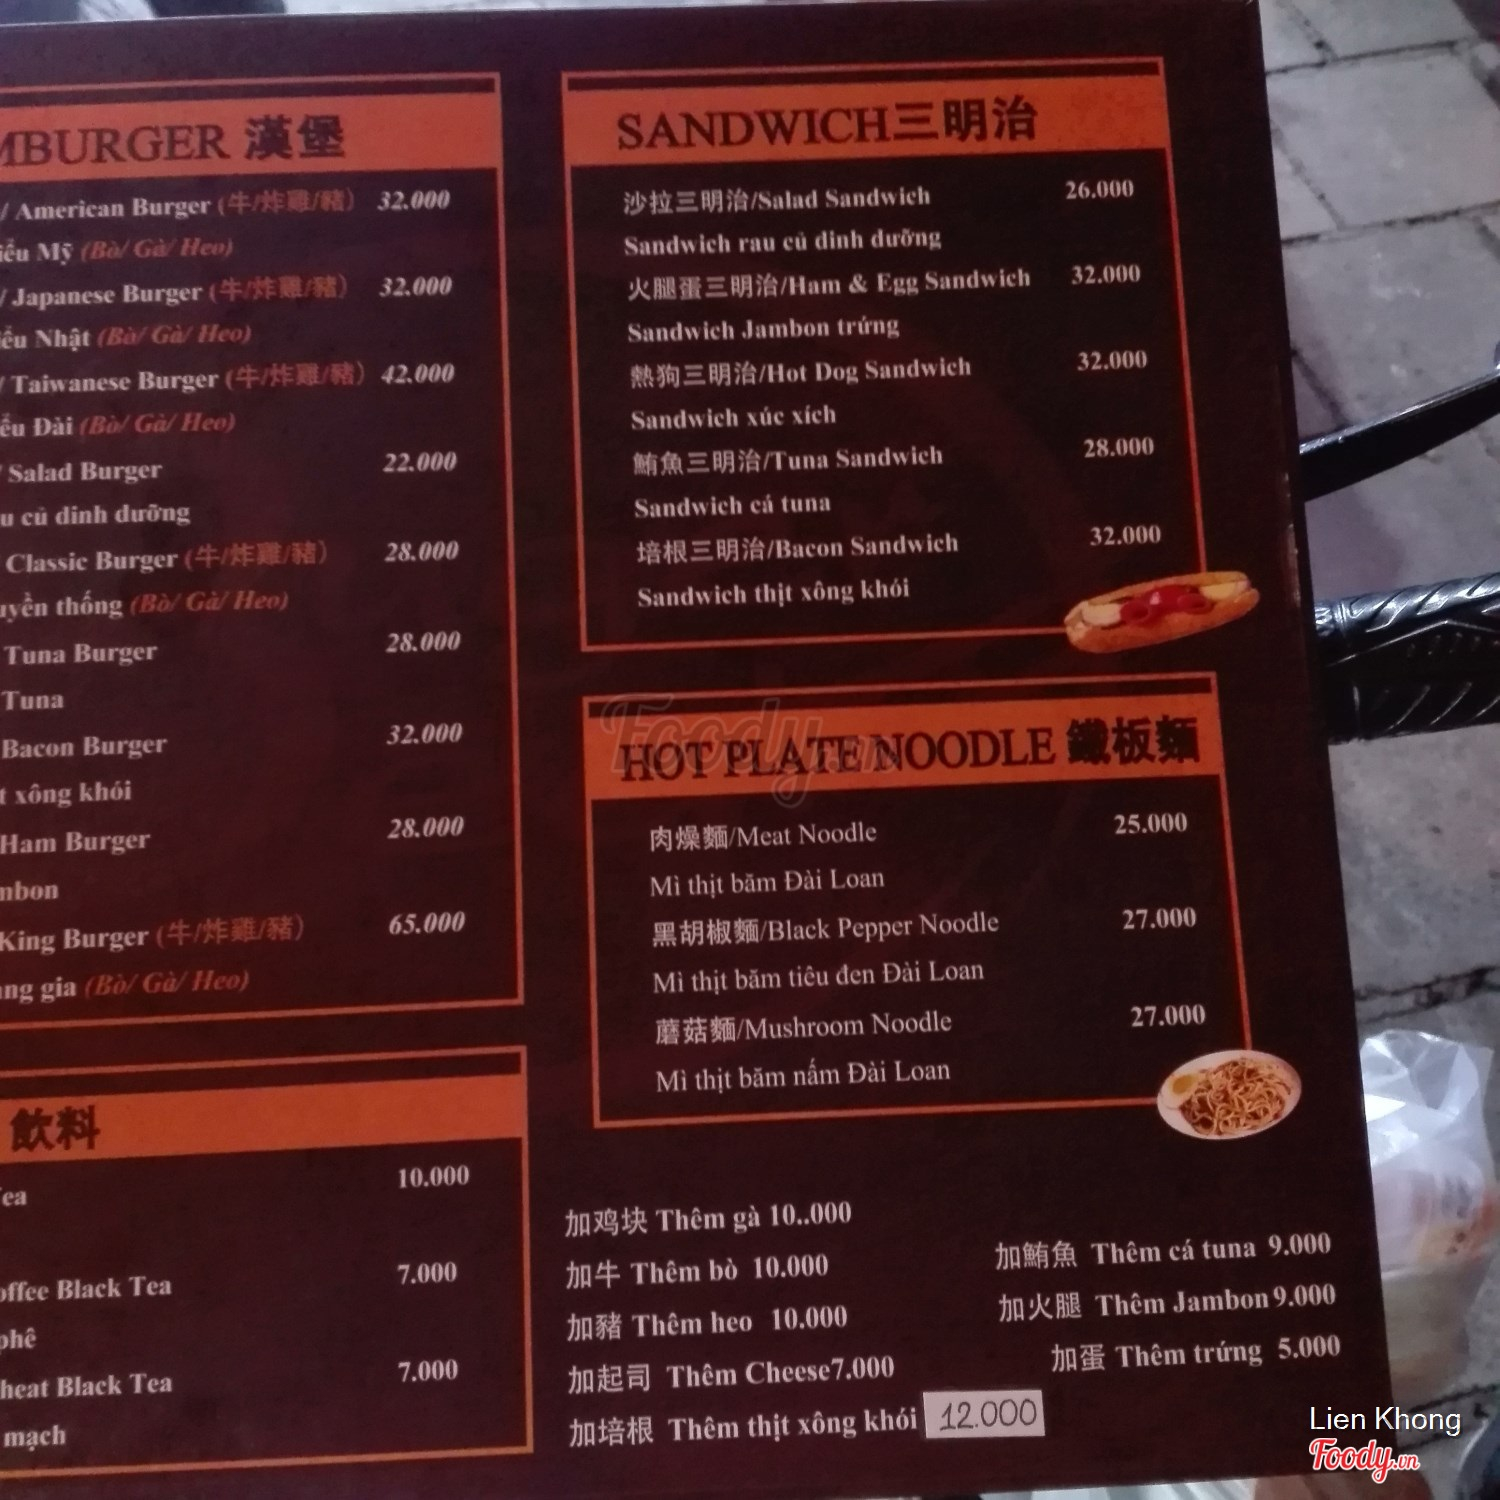 MBURGER 漢堡
/ American Burger (牛/炸雞/豬) 32.000
iểu Mỹ (Bò/ Gà/ Heo)
/ Japanese Burger (牛/炸雞/豬) 32.000
iểu Nhật (Bò/ Gà/ Heo)
/ Taiwanese Burger (牛/炸雞/豬) 42.000
ểu Đài (Bò/ Gà/ Heo)
/ Salad Burger 22.000
u củ dinh dưỡng
Classic Burger (牛/炸雞/豬) 28.000
uyền thống (Bò/ Gà/ Heo)
Tuna Burger 28.000
Tuna
Bacon Burger 32.000
t xông khói
Ham Burger 28.000
mbon
King Burger (牛/炸雞/豬) 65.000
ng gia (Bò/ Gà/ Heo)
飲料
ea 10.000
offee Black Tea 7.000
phê
heat Black Tea 7.000
mạch
SANDWICH三明治
沙拉三明治/Salad Sandwich 26.000
Sandwich rau củ dinh dưỡng
火腿蛋三明治/Ham & Egg Sandwich 32.000
Sandwich Jambon trứng
熱狗三明治/Hot Dog Sandwich 32.000
Sandwich xúc xích
鮪魚三明治/Tuna Sandwich 28.000
Sandwich cá tuna
培根三明治/Bacon Sandwich 32.000
Sandwich thịt xông khói
HOT PLATE NOODLE 鐵板麵
肉燥麵/Meat Noodle 25.000
Mì thịt băm Đài Loan
黑胡椒麵/Black Pepper Noodle 27.000
Mì thịt băm tiêu đen Đài Loan
蘑菇麵/Mushroom Noodle 27.000
Mì thịt băm nấm Đài Loan
加鸡块 Thêm gà 10..000
加牛 Thêm bò 10.000
加豬 Thêm heo 10.000
加起司 Thêm Cheese7.000
加培根 Thêm thịt xông khói 12.000
加鮪魚 Thêm cá tuna 9.000
加火腿 Thêm Jambon 9.000
加蛋 Thêm trứng 5.000
Foody.vn
Lien Khong
Foody.vn